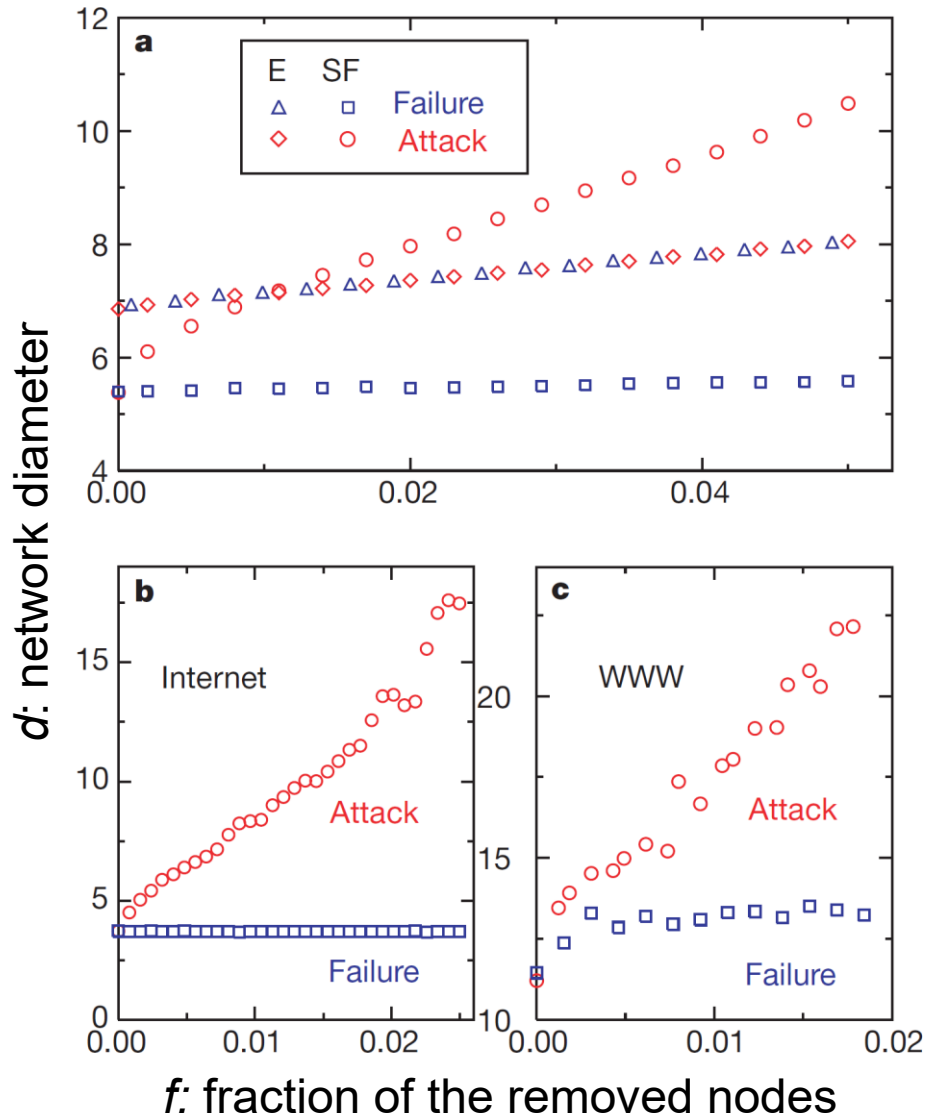 d: network diameter
12
10
8
6
4
a
E SF
Failure
Attack
0.00 0.02 0.04
b
Internet
Attack
Failure
15
10
5
0
0.00 0.01 0.02
c
WWW
Attack
Failure
20
15
10
0.00 0.01 0.02
f: fraction of the removed nodes